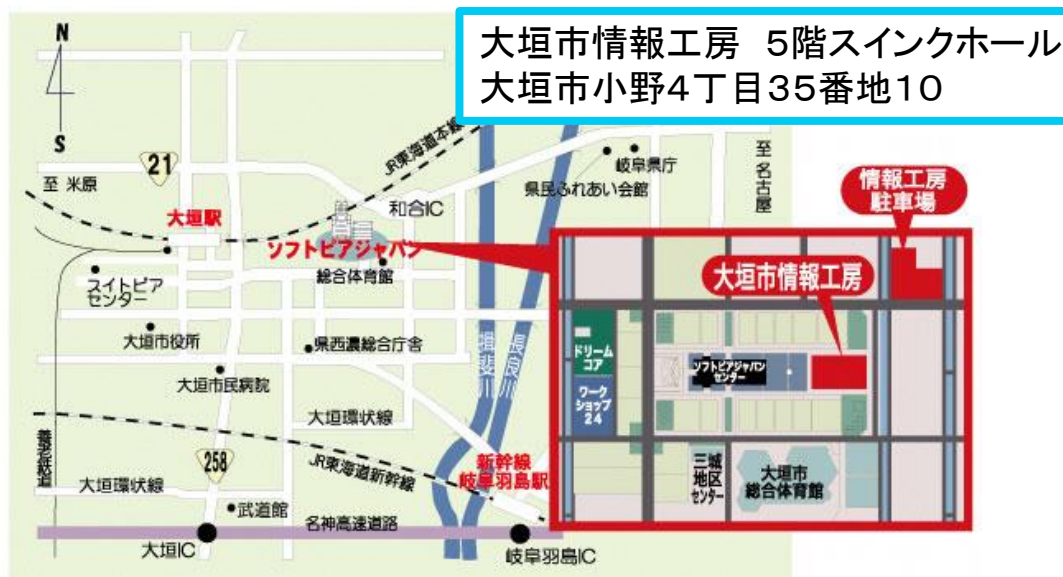 大垣市情報工房 5階スインクホール
大垣市小野4丁目35番地10
N
S
21
至 米原
大垣駅
JR東海道本線
和合IC
ソフトピアジャパン
総合体育館
県民ふれあい会館
岐阜県庁
至 名古屋
スイトピア
センター
大垣市役所
県西濃総合庁舎
大垣市民病院
大垣環状線
揖斐川
長良川
養老鉄道
258
JR東海道新幹線
新幹線
岐阜羽島駅
大垣環状線
武道館
名神高速道路
大垣IC
岐阜羽島IC
情報工房
駐車場
大垣市情報工房
ドリーム
コア
ワーク
ショップ
24
ソフトピアジャパン
センター
三城
地区
センター
大垣市
総合体育館